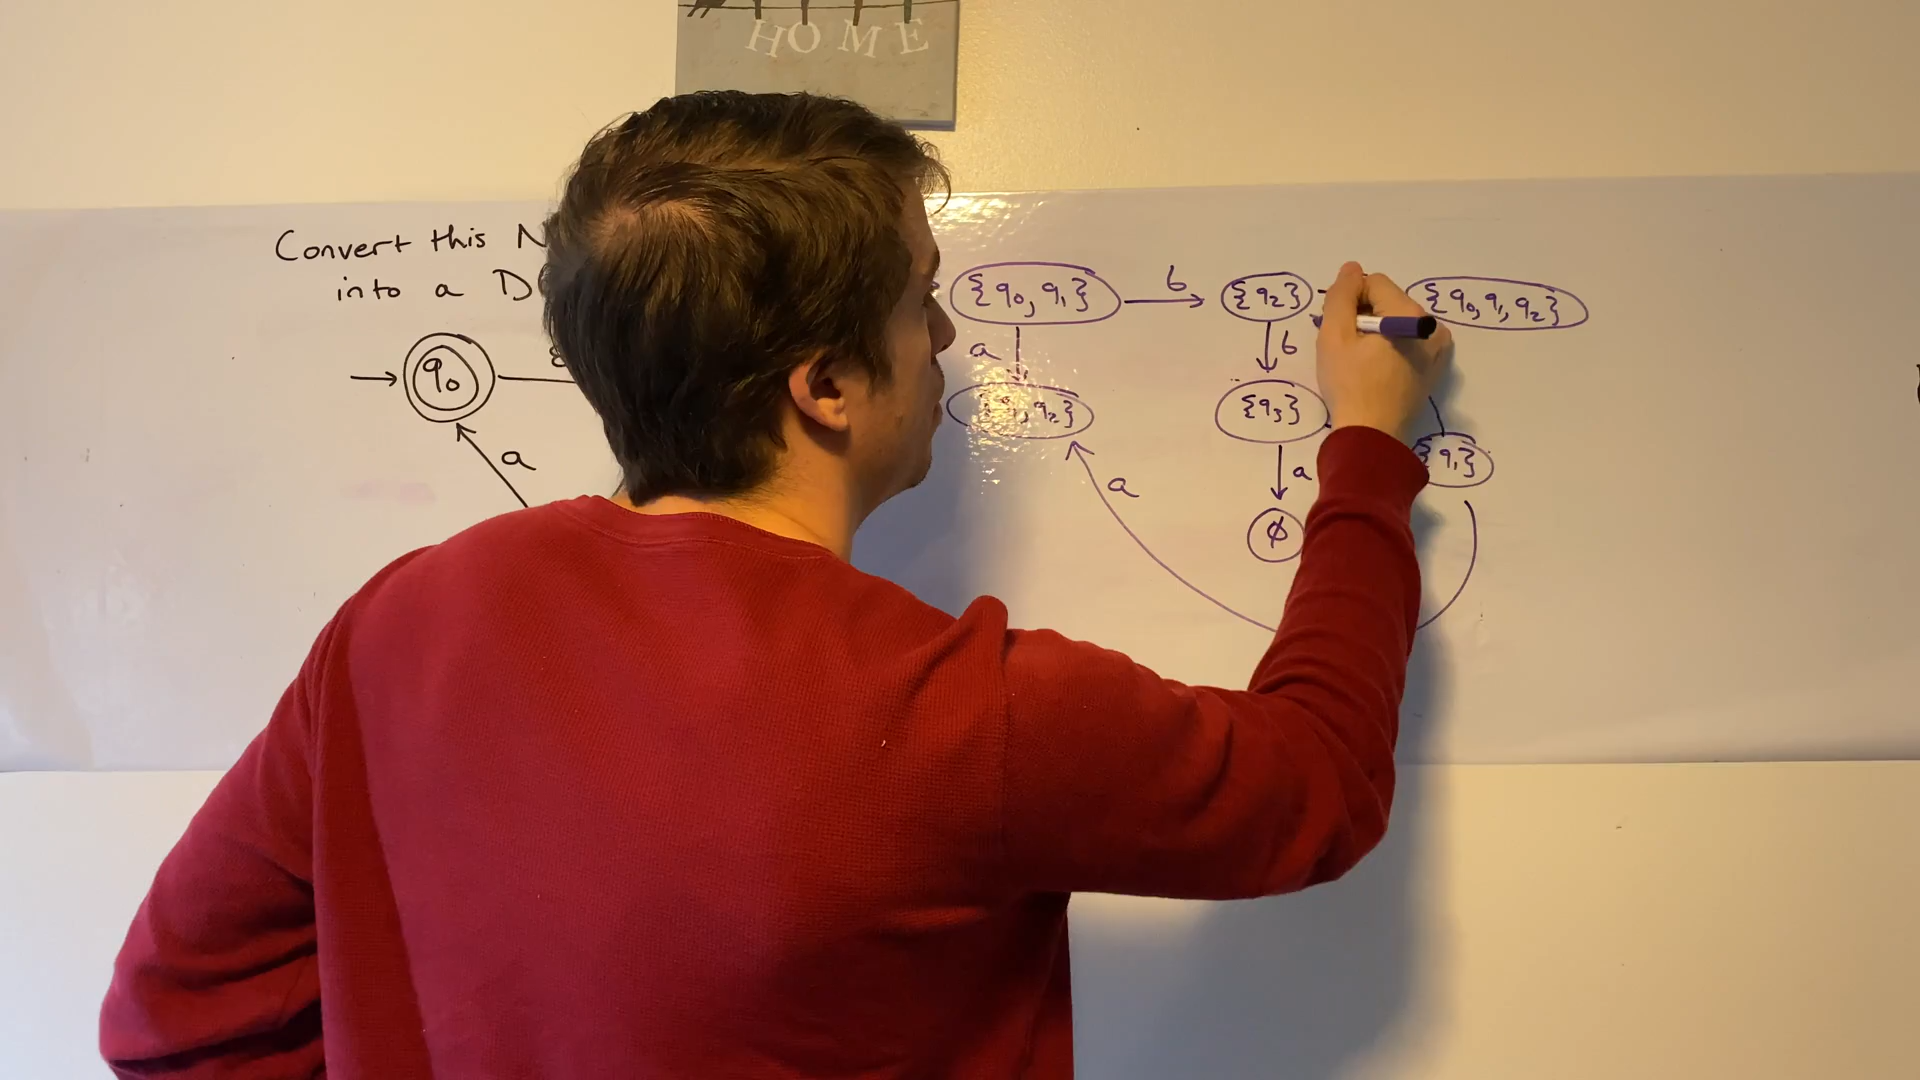 HOME
Convert this N
into a D
q₀
a
{q₀, q₁}
b
{q₂}
{q₀, q₁, q₂}
a
b
{q₁, q₂}
{q₃}
{q₁}
a
a
∅